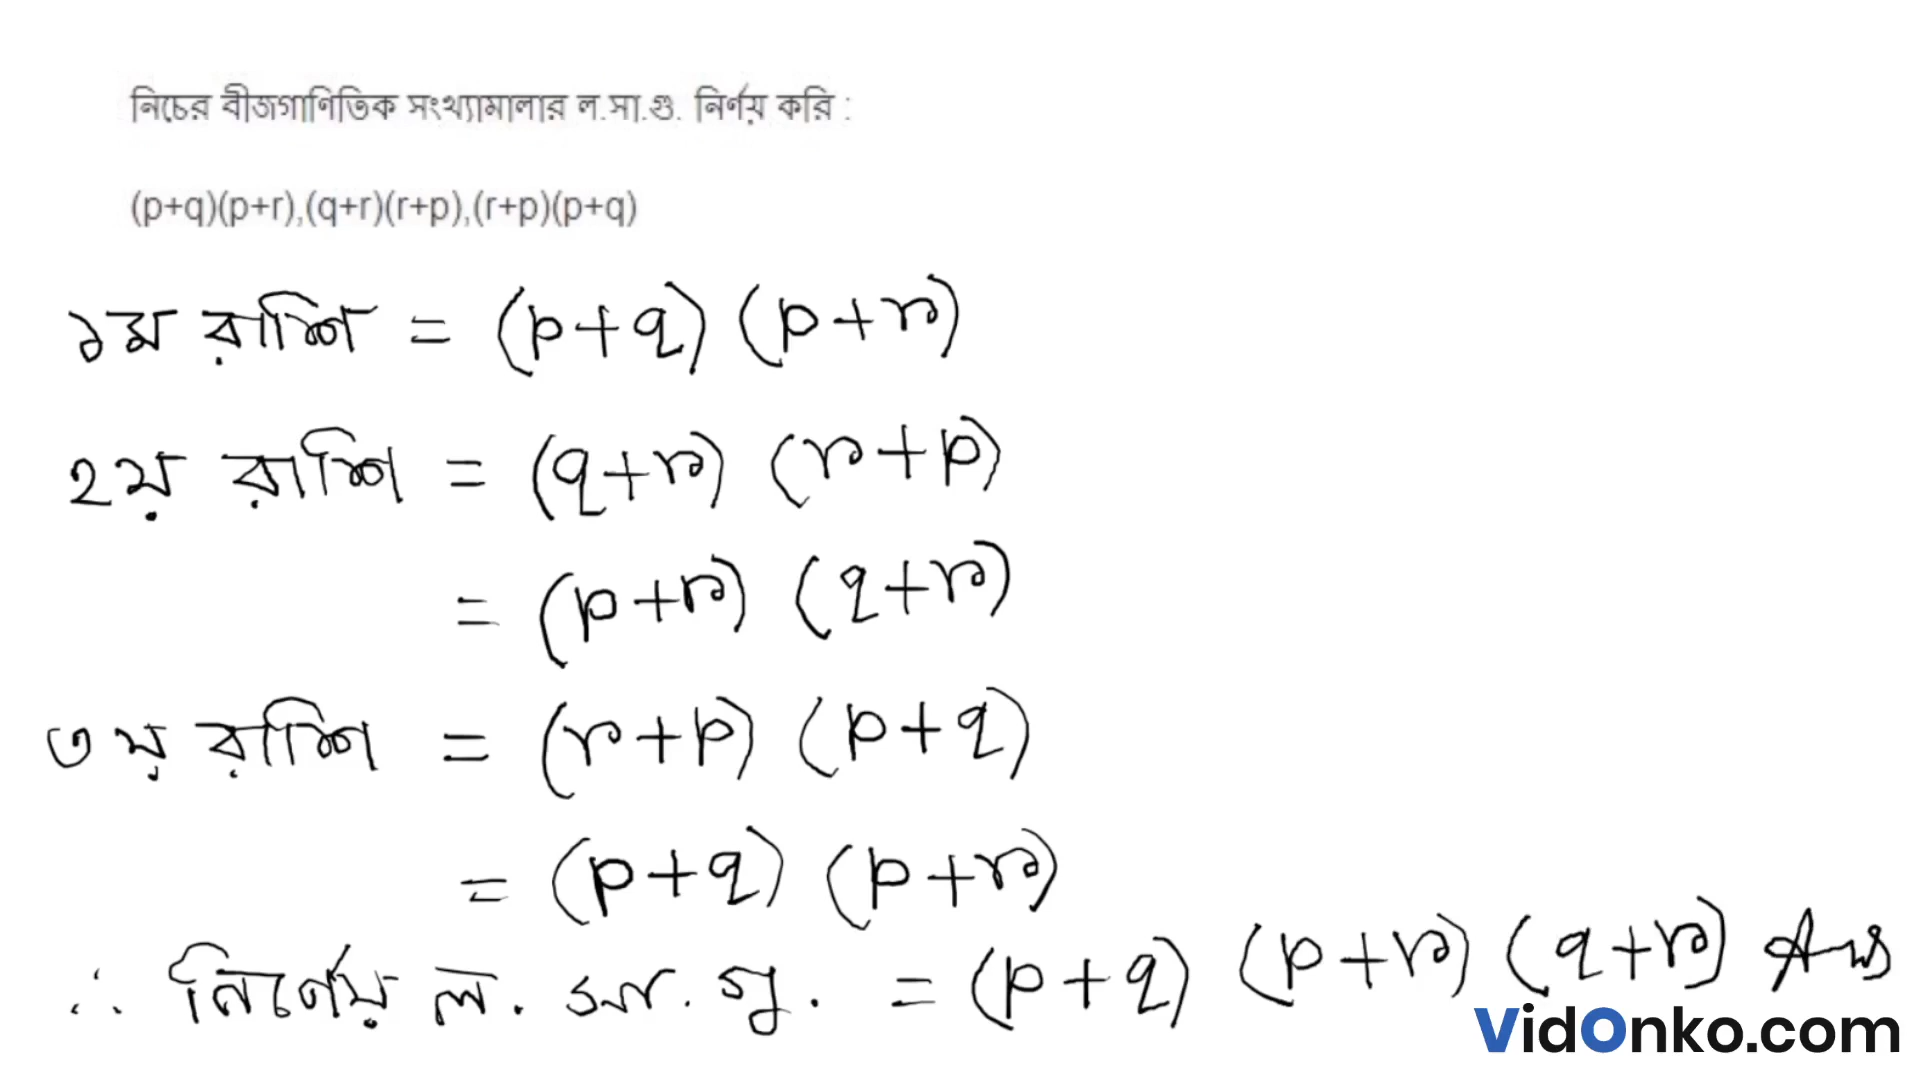 নিচের বীজগাণিতিক সংখ্যামালার ল.সা.গু. নির্ণয় করি :
(p+q)(p+r),(q+r)(r+p),(r+p)(p+q)
১ম রাশি = (p+q) (p+r)
২য় রাশি = (q+r) (r+p)
= (p+r) (q+r)
৩য় রাশি = (r+p) (p+q)
= (p+q) (p+r)
∴ নির্ণেয় ল. সা. গু. = (p+q) (p+r) (q+r) Ans
VidOnko.com